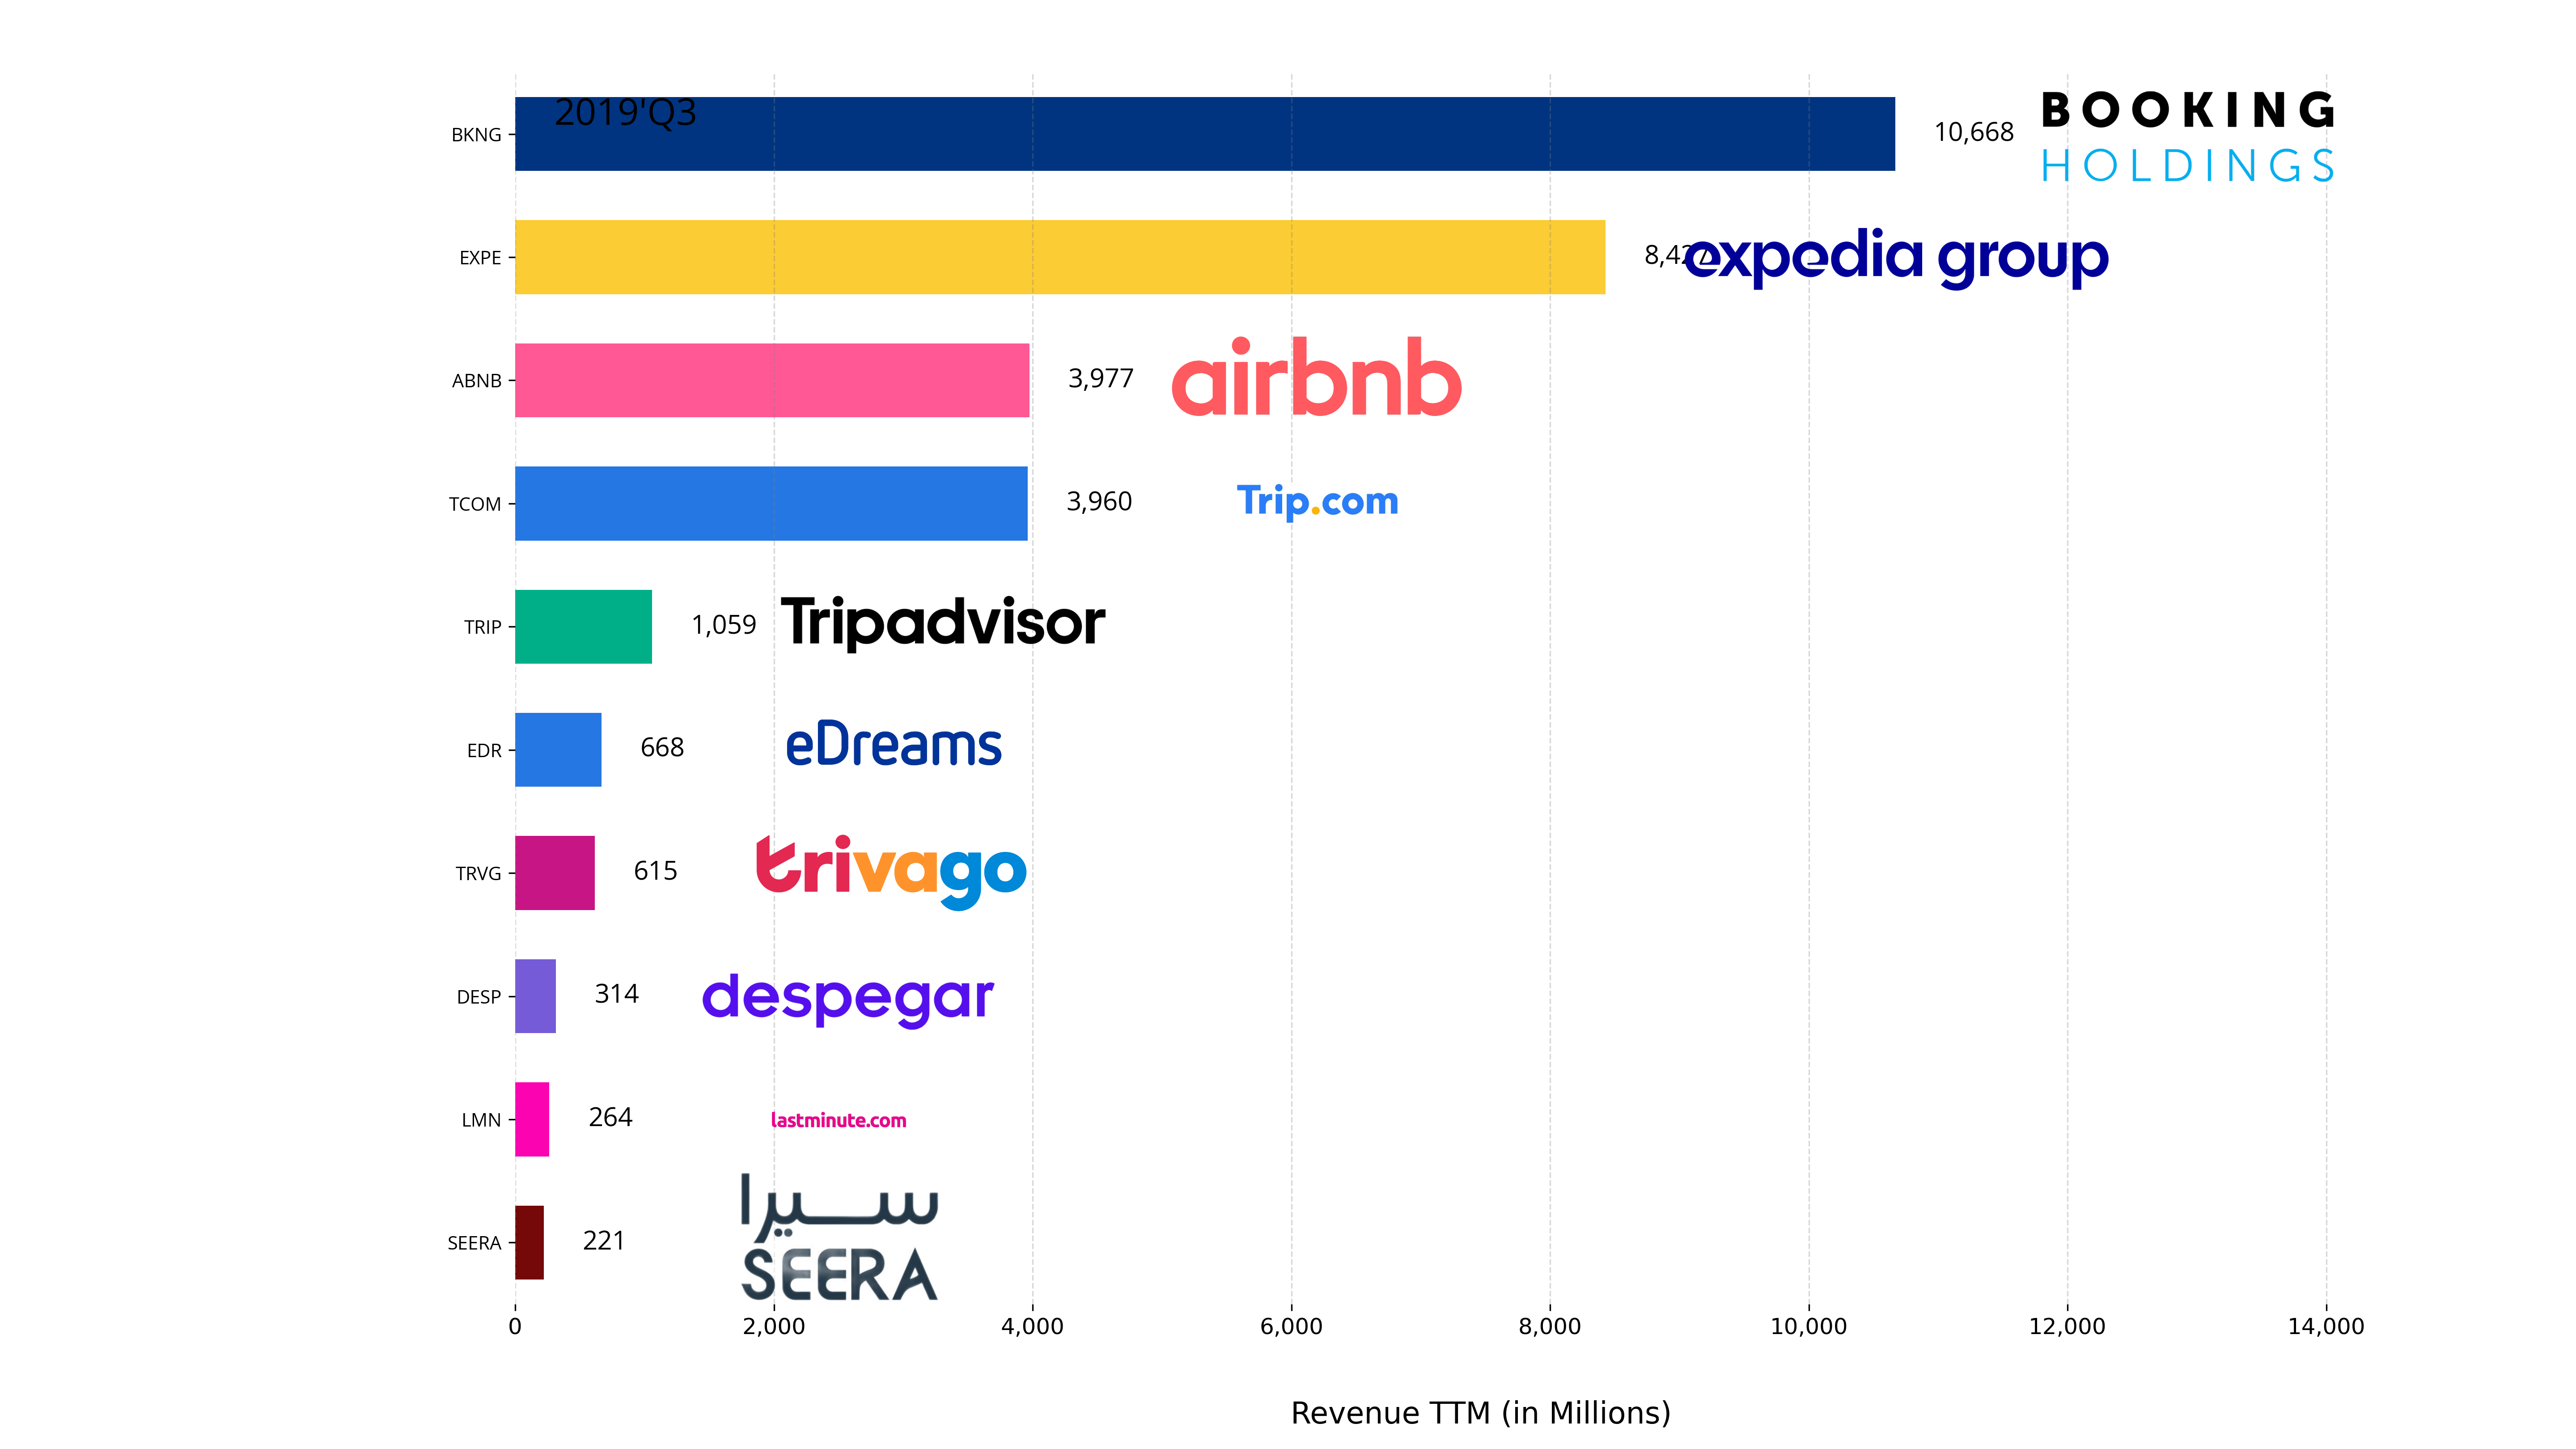 2019'Q3
BKNG
10,668
BOOKING
HOLDINGS
EXPE
expedia group
ABNB
3,977
airbnb
TCOM
3,960
Trip.com
TRIP
1,059
Tripadvisor
EDR
668
eDreams
TRVG
615
trivago
DESP
314
despegar
LMN
264
lastminute.com
سيرا
SEERA
221
SEERA
0 2,000 4,000 6,000 8,000 10,000 12,000 14,000
Revenue TTM (in Millions)